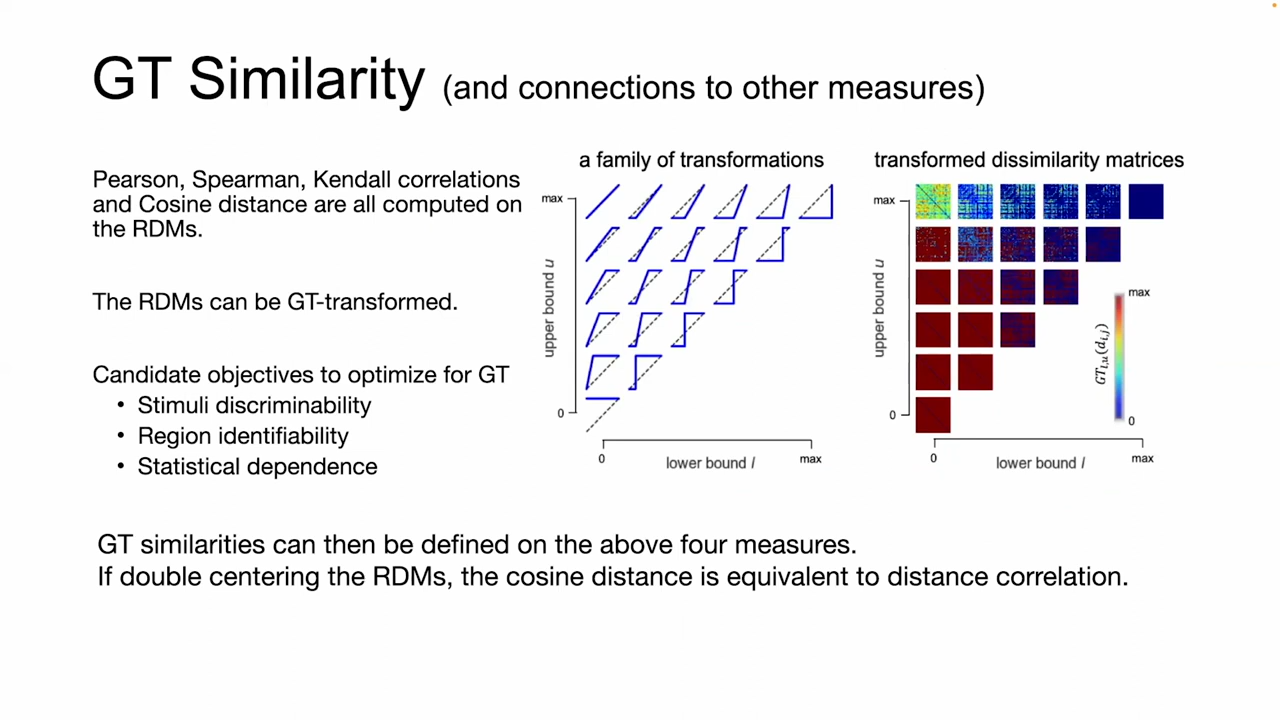 GT Similarity (and connections to other measures)
Pearson, Spearman, Kendall correlations
and Cosine distance are all computed on
the RDMs.
The RDMs can be GT-transformed.
Candidate objectives to optimize for GT
• Stimuli discriminability
• Region identifiability
• Statistical dependence
a family of transformations
max
upper bound u
0
0
lower bound l
max
transformed dissimilarity matrices
max
upper bound u
0
0
lower bound l
max
max
GT_{l,u}(d_{i,j})
0
GT similarities can then be defined on the above four measures.
If double centering the RDMs, the cosine distance is equivalent to distance correlation.